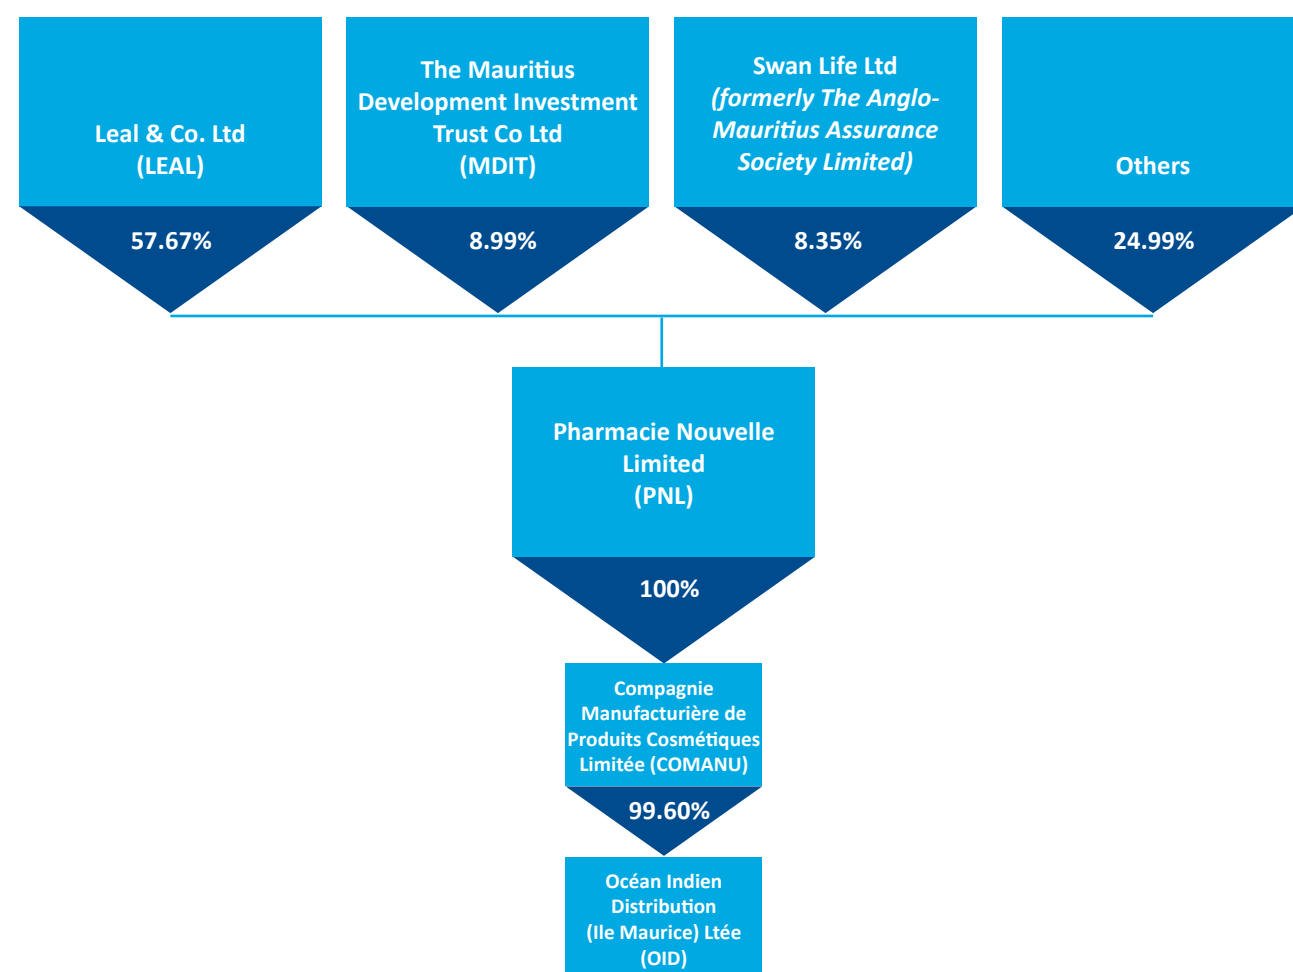 Leal & Co. Ltd
(LEAL)
57.67%
The Mauritius
Development Investment
Trust Co Ltd
(MDIT)
8.99%
Swan Life Ltd
(formerly The Anglo-
Mauritius Assurance
Society Limited)
8.35%
Others
24.99%
Pharmacie Nouvelle
Limited
(PNL)
100%
Compagnie
Manufacturière de
Produits Cosmétiques
Limitée (COMANU)
99.60%
Océan Indien
Distribution
(Ile Maurice) Ltée
(OID)